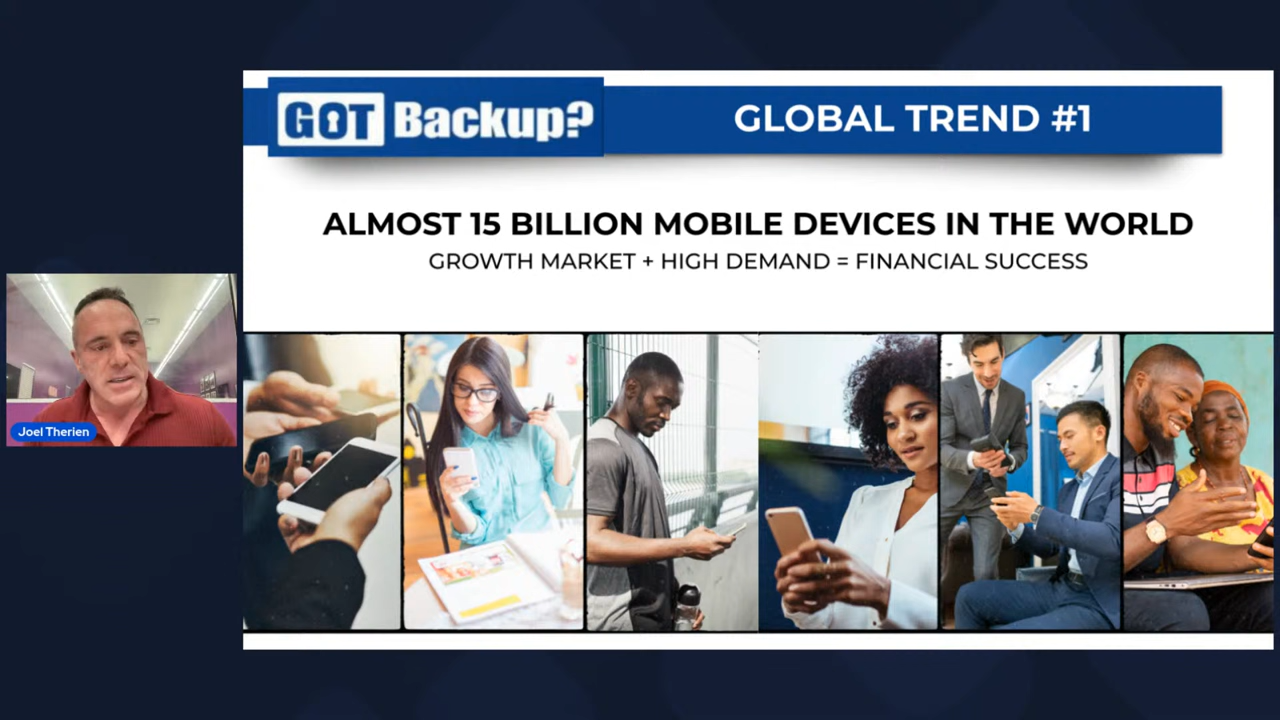 GOT Backup?
GLOBAL TREND #1
ALMOST 15 BILLION MOBILE DEVICES IN THE WORLD
GROWTH MARKET + HIGH DEMAND = FINANCIAL SUCCESS
Joel Therien